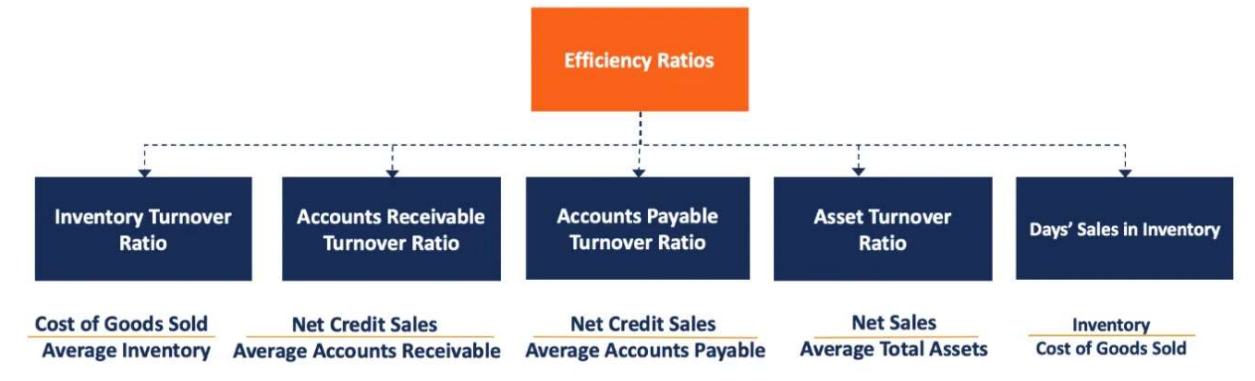 Efficiency Ratios
Inventory Turnover
Ratio
Accounts Receivable
Turnover Ratio
Accounts Payable
Turnover Ratio
Asset Turnover
Ratio
Days' Sales in Inventory
Cost of Goods Sold
Average Inventory
Net Credit Sales
Average Accounts Receivable
Net Credit Sales
Average Accounts Payable
Net Sales
Average Total Assets
Inventory
Cost of Goods Sold